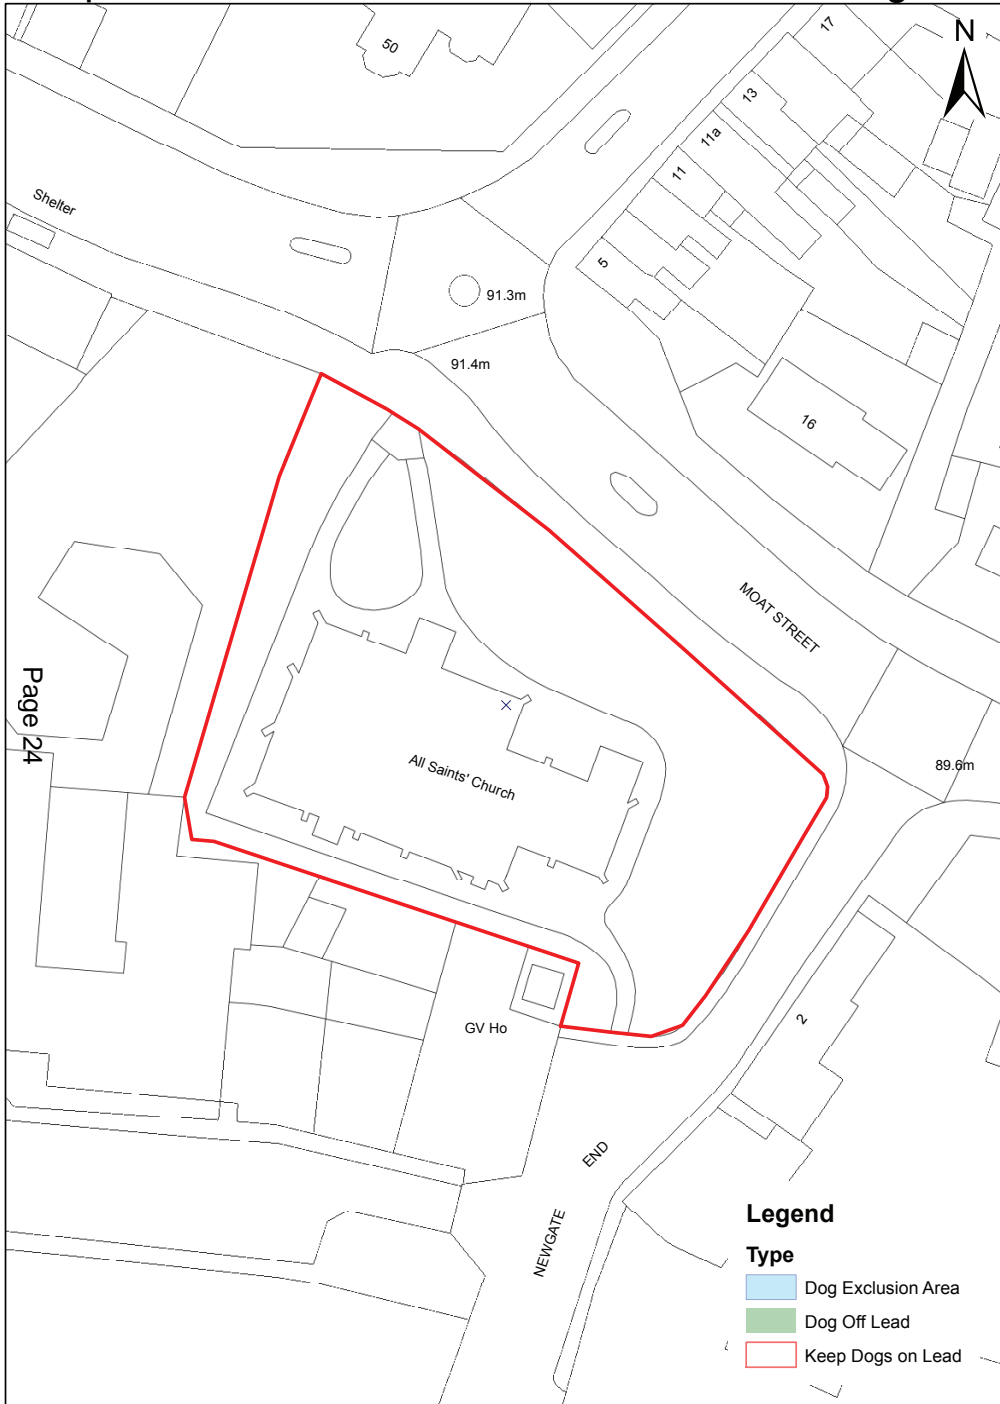 N
50
17
13
11a
11
5
Shelter
91.3m
91.4m
16
MOAT STREET
Page 24
All Saints' Church
89.6m
GV Ho
2
NEWGATE END
Legend
Type
Dog Exclusion Area
Dog Off Lead
Keep Dogs on Lead